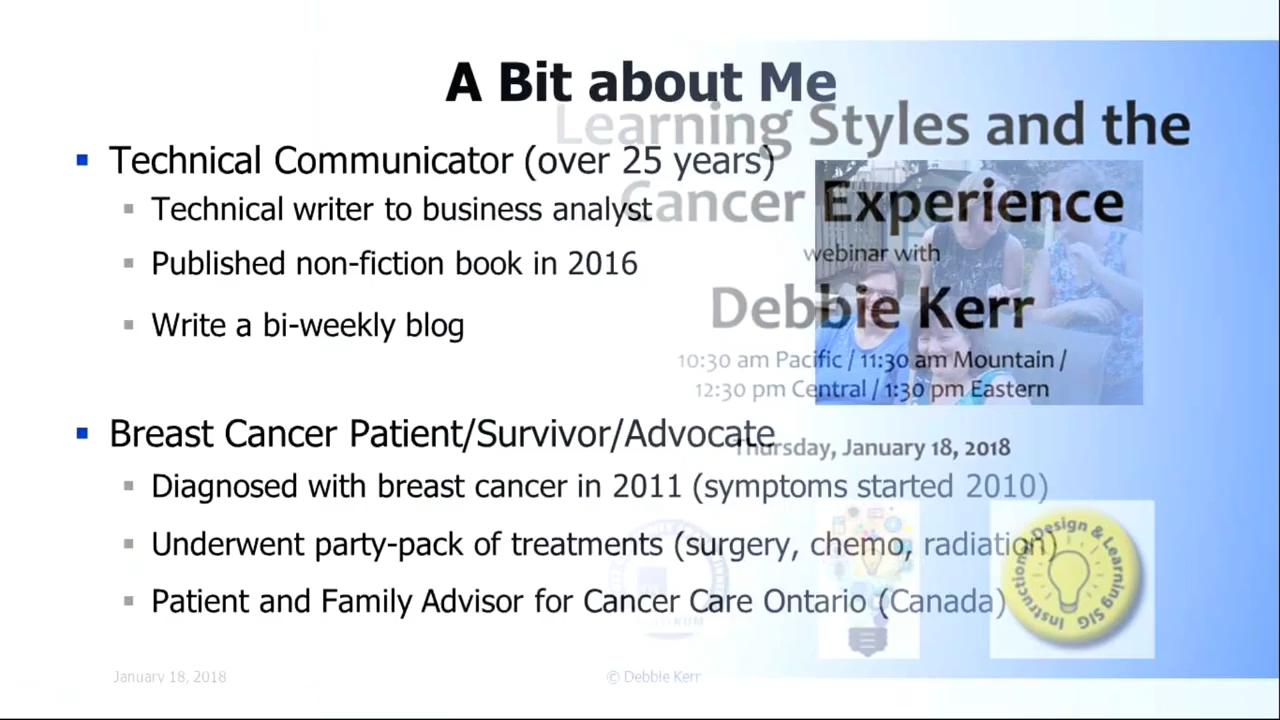 A Bit about Me
Learning Styles and the
Technical Communicator (over 25 years)
Technical writer to business analyst
Cancer Experience
webinar with
Published non-fiction book in 2016
Debbie Kerr
Write a bi-weekly blog
10:30 am Pacific / 11:30 am Mountain /
12:30 pm Central / 1:30 pm Eastern
Breast Cancer Patient/Survivor/Advocate
Thursday, January 18, 2018
Diagnosed with breast cancer in 2011 (symptoms started 2010)
Underwent party-pack of treatments (surgery, chemo, radiation)
Patient and Family Advisor for Cancer Care Ontario (Canada)
Instructional Design & Learning SIG
January 18, 2018
© Debbie Kerr